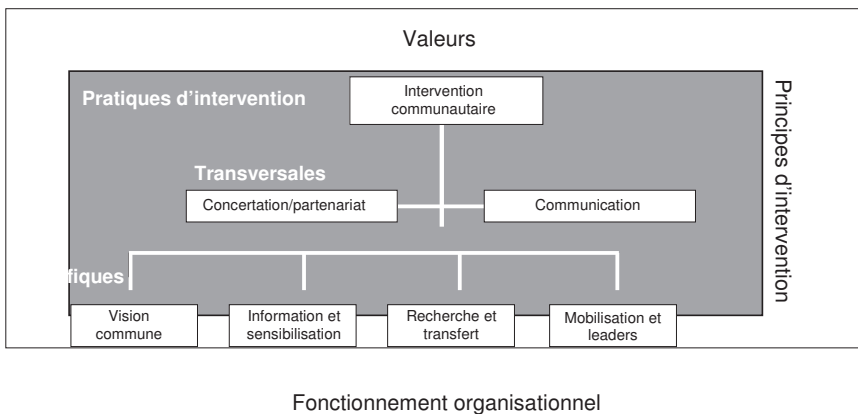 Valeurs
Pratiques d'intervention
Intervention
communautaire
Principes d'intervention
Transversales
Concertation/partenariat
Communication
fiques
Vision
commune
Information et
sensibilisation
Recherche et
transfert
Mobilisation et
leaders
Fonctionnement organisationnel